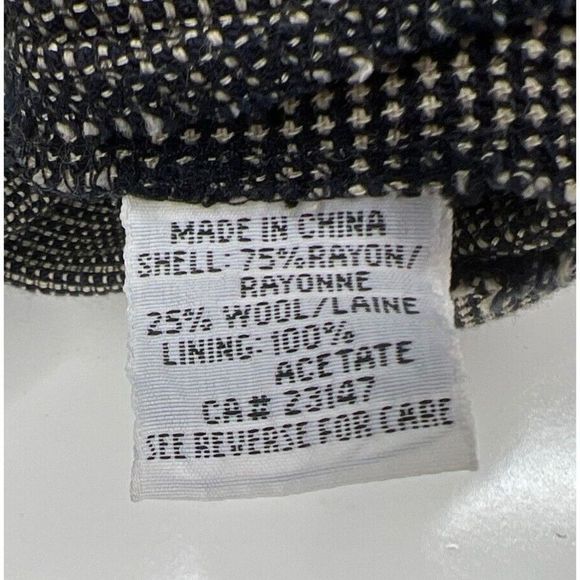 MADE IN CHINA
SHELL: 75% RAYON/
RAYONNE
25% WOOL/LAINE
LINING: 100%
ACETATE
CA# 23147
SEE REVERSE FOR CARE